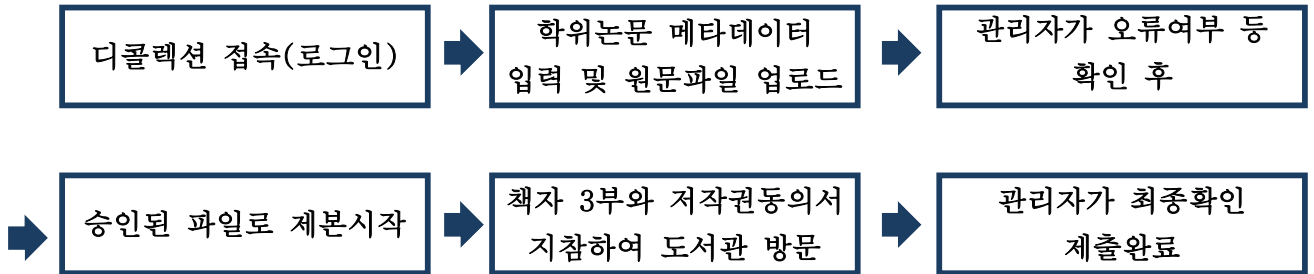 디콜렉션 접속(로그인)
학위논문 메타데이터
입력 및 원문파일 업로드
관리자가 오류여부 등
확인 후
승인된 파일로 제본시작
책자 3부와 저작권동의서
지참하여 도서관 방문
관리자가 최종확인
제출완료